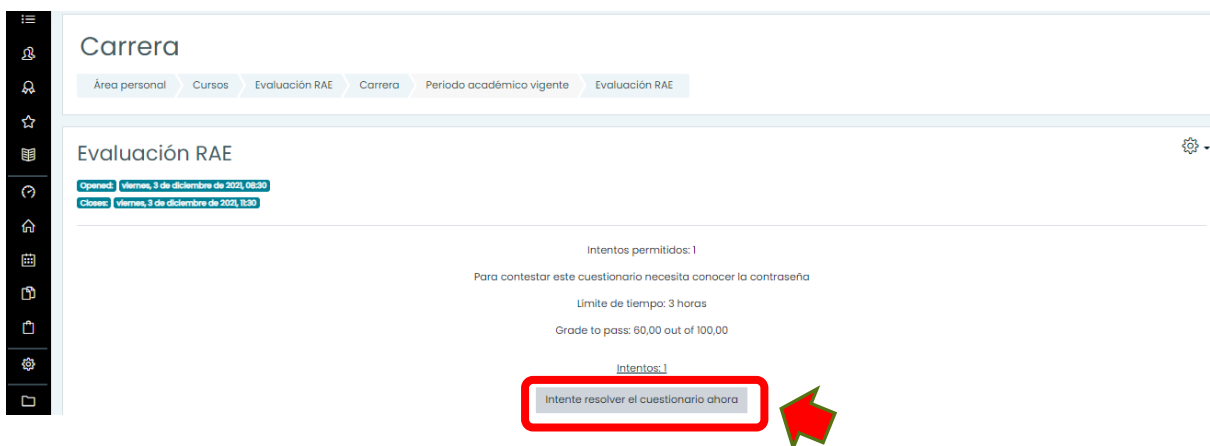 Carrera
Área personal Cursos Evaluación RAE Carrera Periodo académico vigente Evaluación RAE
Evaluación RAE
Opened: viernes, 3 de diciembre de 2021, 08:30
Closes: viernes, 3 de diciembre de 2021, 11:30
Intentos permitidos: 1
Para contestar este cuestionario necesita conocer la contraseña
Límite de tiempo: 3 horas
Grade to pass: 60,00 out of 100,00
Intentos: 1
Intente resolver el cuestionario ahora